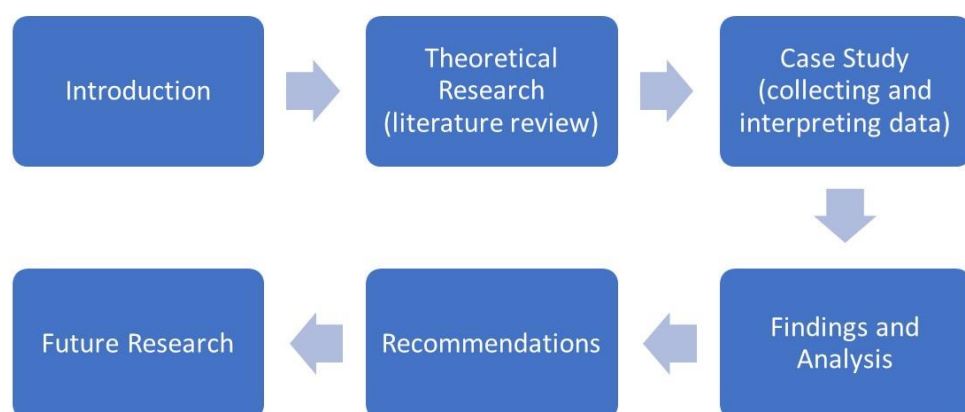 Introduction
Theoretical
Research
(literature review)
Case Study
(collecting and
interpreting data)
Findings and
Analysis
Recommendations
Future Research